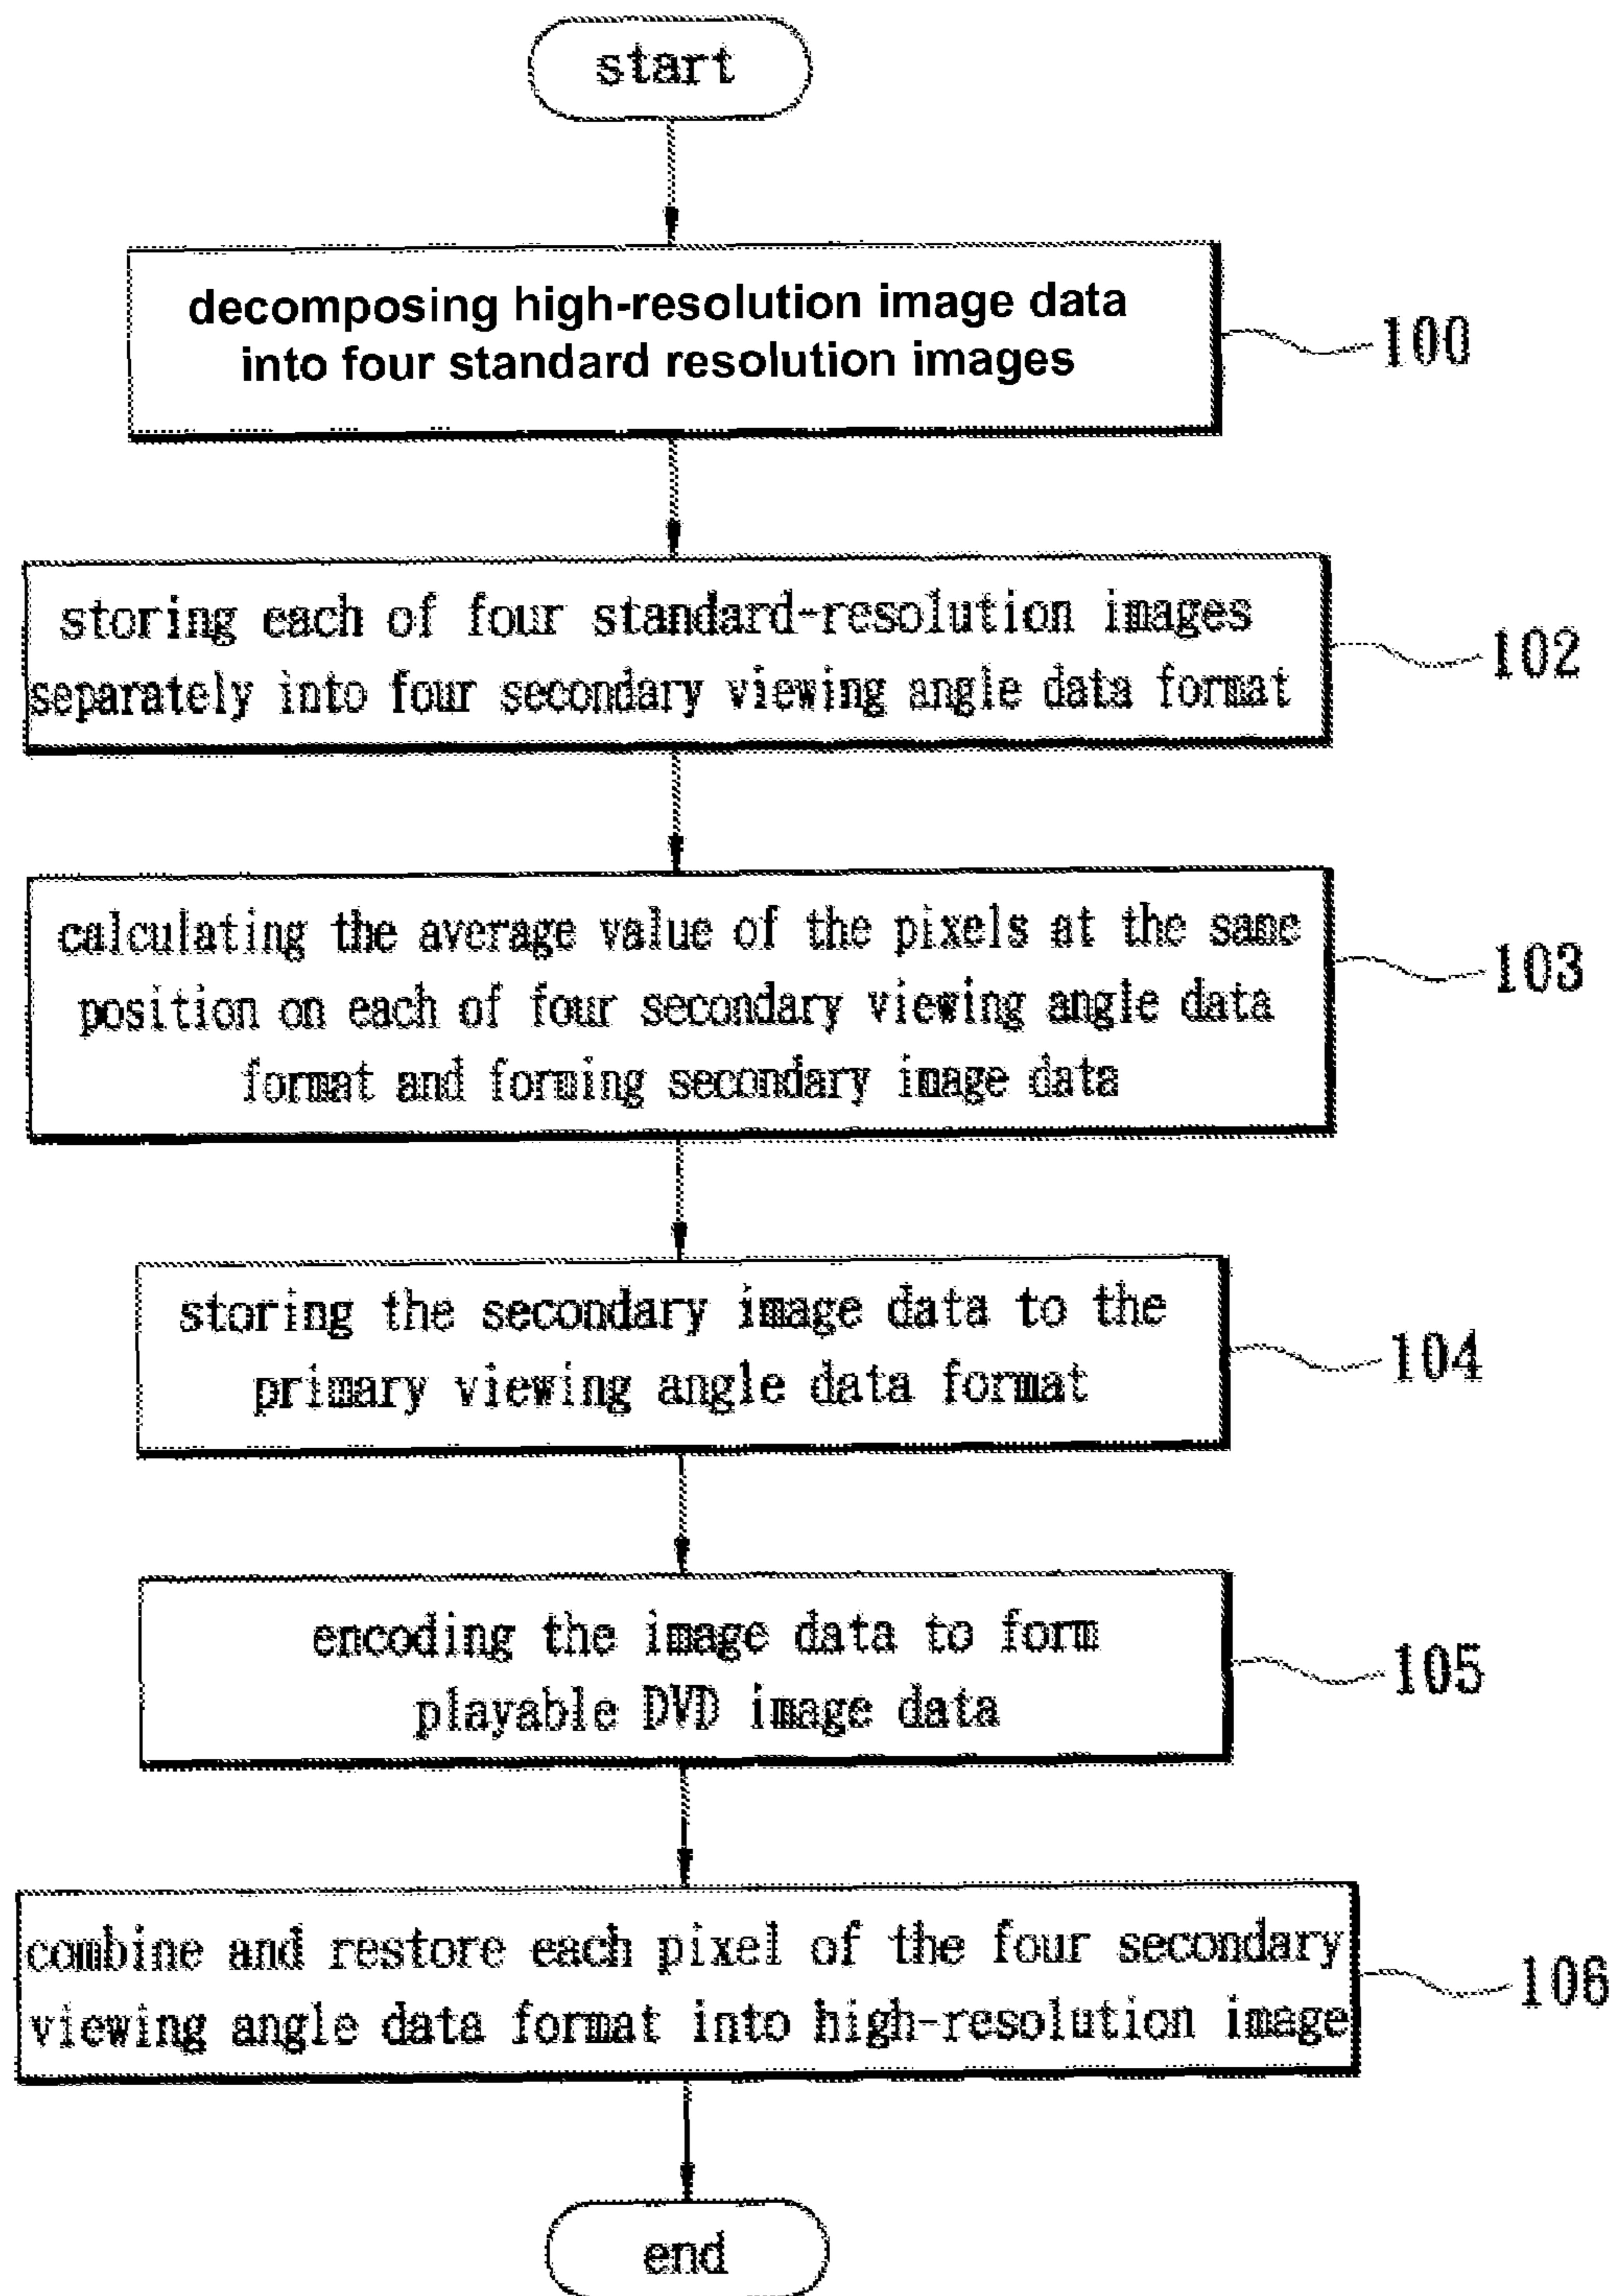 start
decomposing high-resolution image data
into four standard resolution images
100
storing each of four standard-resolution images
separately into four secondary viewing angle data format
102
calculating the average value of the pixels at the same
position on each of four secondary viewing angle data
format and forming secondary image data
103
storing the secondary image data to the
primary viewing angle data format
104
encoding the image data to form
playable DVD image data
105
combine and restore each pixel of the four secondary
viewing angle data format into high-resolution image
106
end